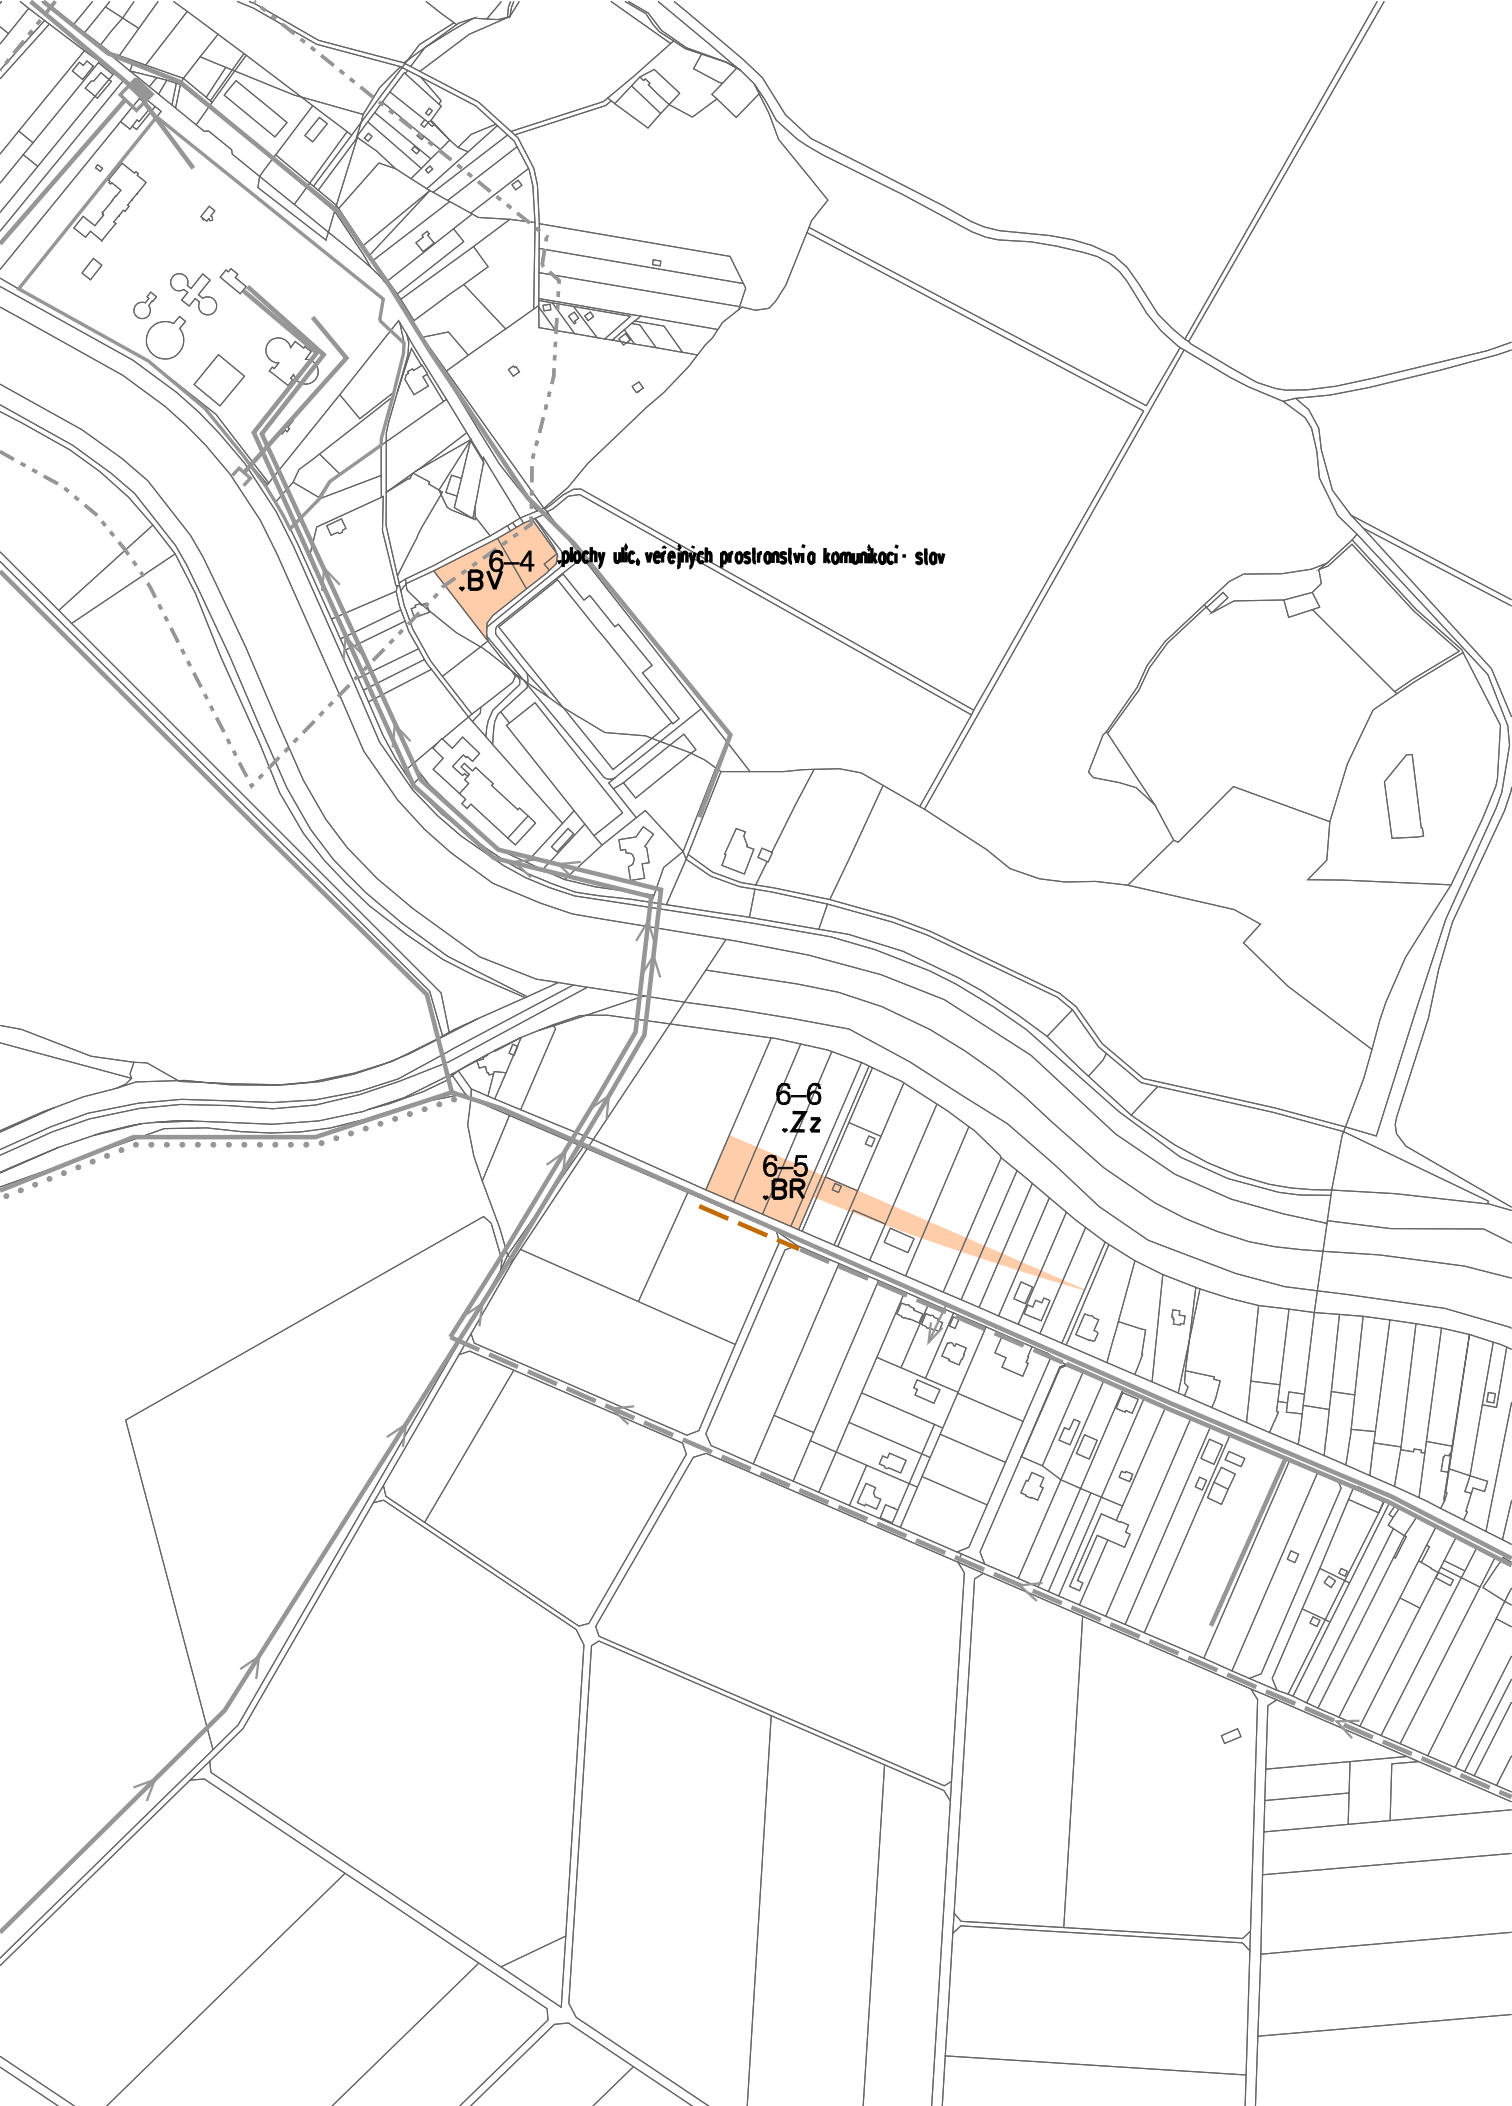 6-4
.BV
.plochy ulic, veřejných prostranství a komunikací - stav
6-6
.Zz
6-5
.BR